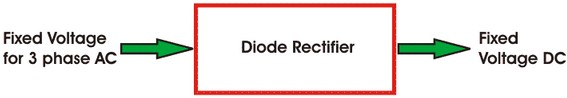 Fixed Voltage
for 3 phase AC
Diode Rectifier
Fixed
Voltage DC